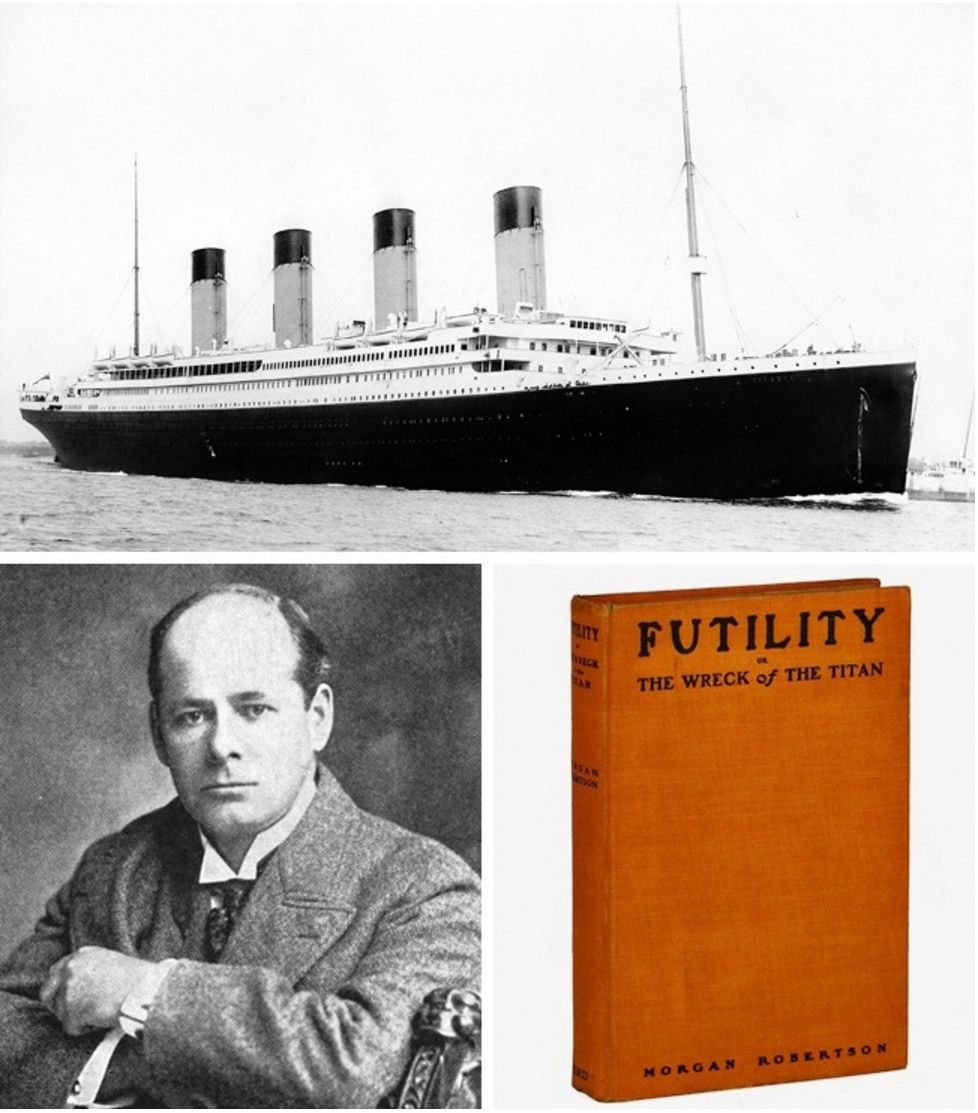 FUTILITY
OR
THE WRECK of THE TITAN
MORGAN ROBERTSON